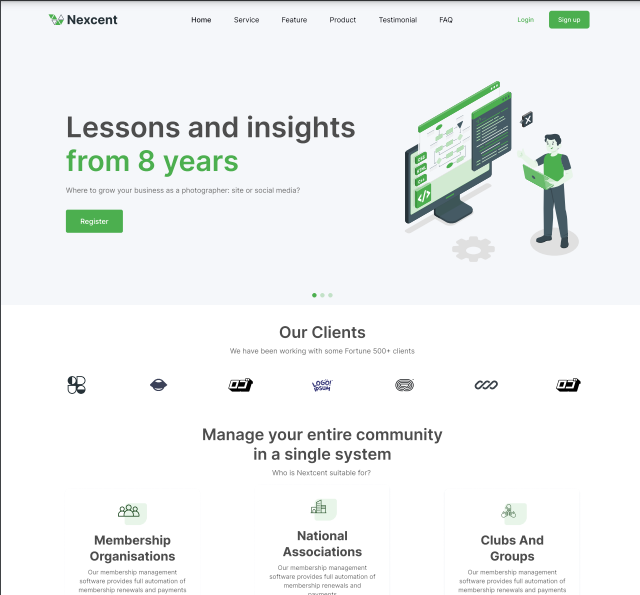 Nexcent
Home Service Feature Product Testimonial FAQ Login Sign up
Lessons and insights
from 8 years
Where to grow your business as a photographer: site or social media?
Register
Our Clients
We have been working with some Fortune 500+ clients
LOGO!
IPSUM
Manage your entire community
in a single system
Who is Nextcent suitable for?
Membership
Organisations
Our membership management
software provides full automation of
membership renewals and payments
National
Associations
Our membership management
software provides full automation of
membership renewals and
payments
Clubs And
Groups
Our membership management
software provides full automation of
membership renewals and payments